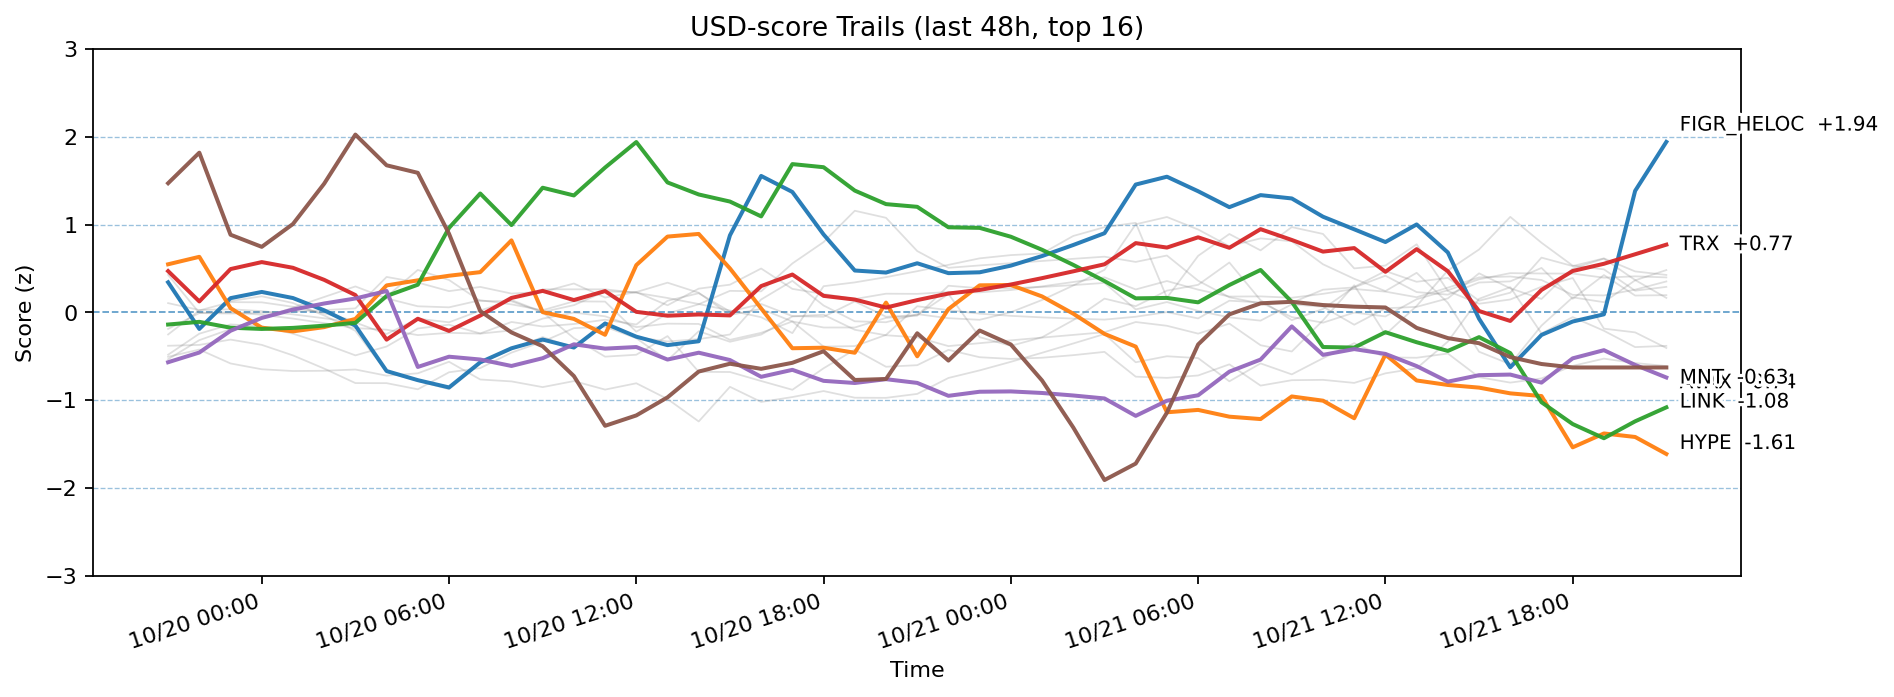 USD-score Trails (last 48h, top 16)
3
2
1
0
−1
−2
−3
Score (z)
FIGR_HELOC +1.94
TRX +0.77
MNT -0.63
LINK -1.08
HYPE -1.61
10/20 00:00
10/20 06:00
10/20 12:00
10/20 18:00
10/21 00:00
10/21 06:00
10/21 12:00
10/21 18:00
Time